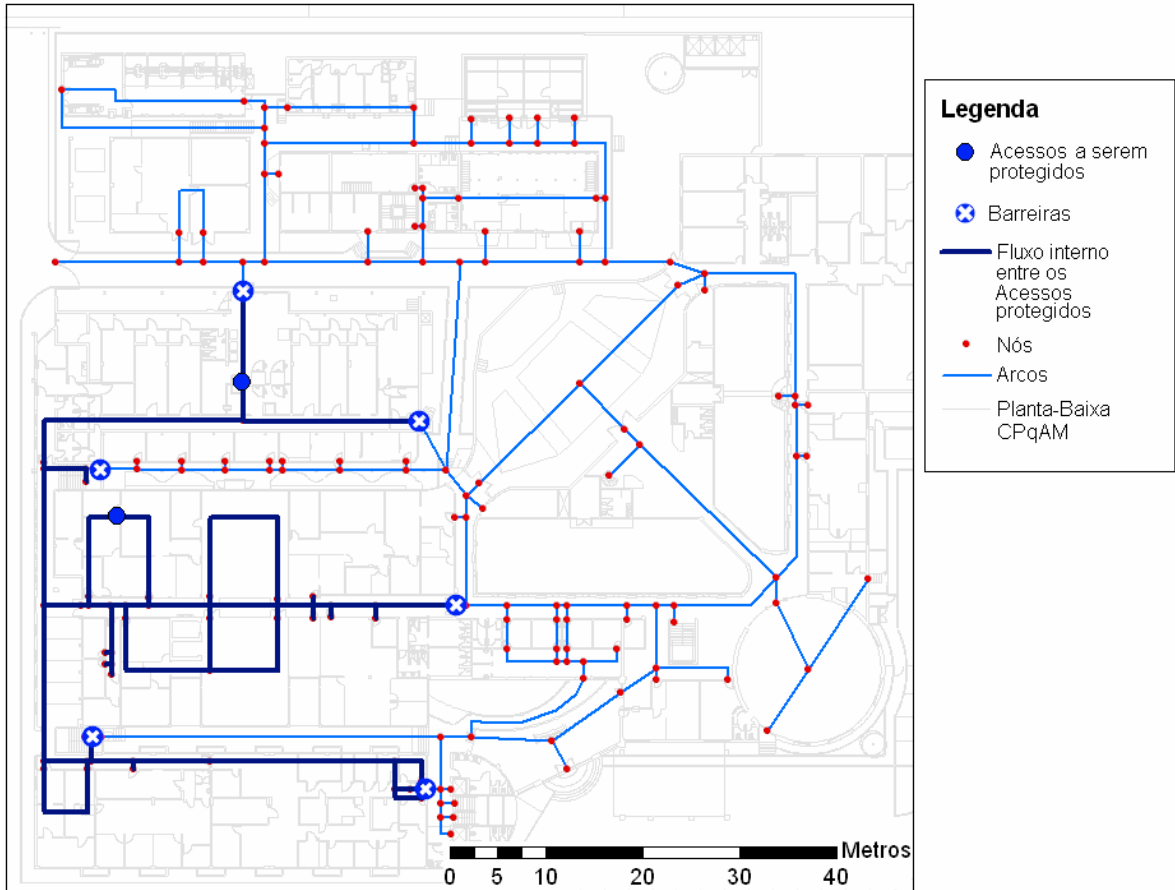 Legenda
Acessos a serem
protegidos
Barreiras
Fluxo interno
entre os
Acessos
protegidos
Nós
Arcos
Planta-Baixa
CPqAM
Metros
0 5 10 20 30 40